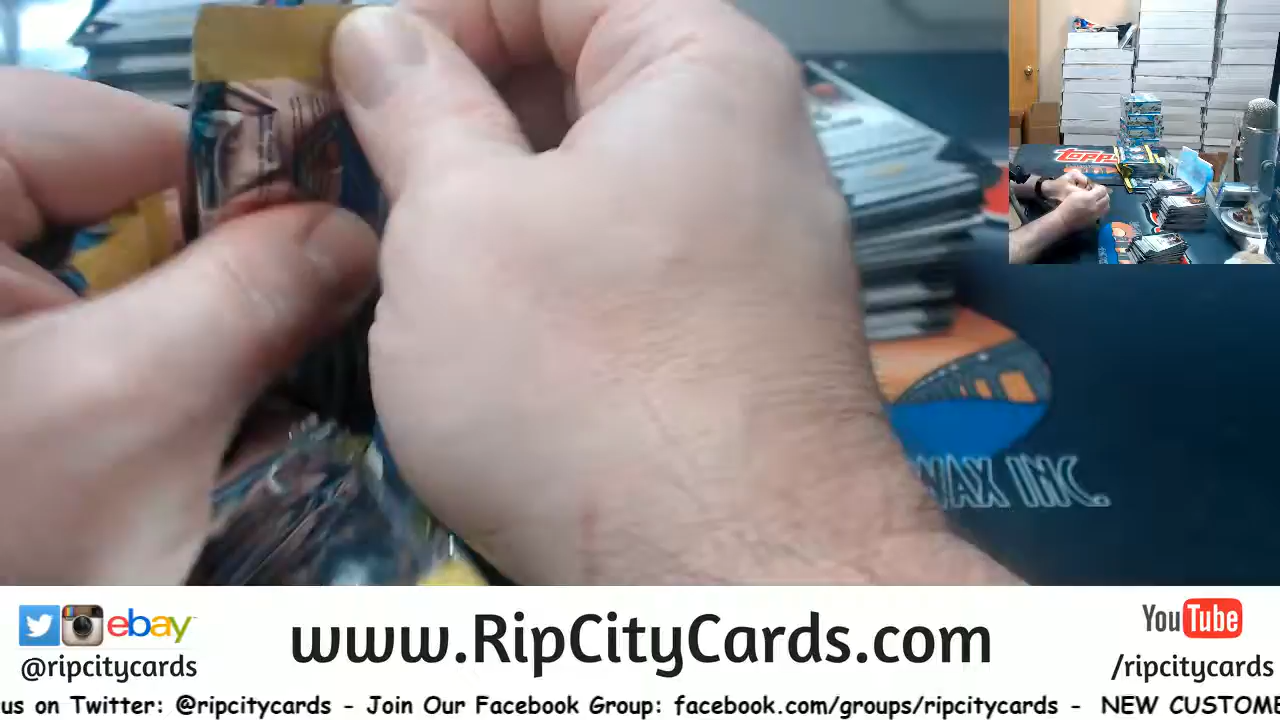 Topps
WAX INC.
ebay
@ripcitycards
www.RipCityCards.com
YouTube
/ripcitycards
us on Twitter: @ripcitycards - Join Our Facebook Group: facebook.com/groups/ripcitycards - NEW CUSTOME